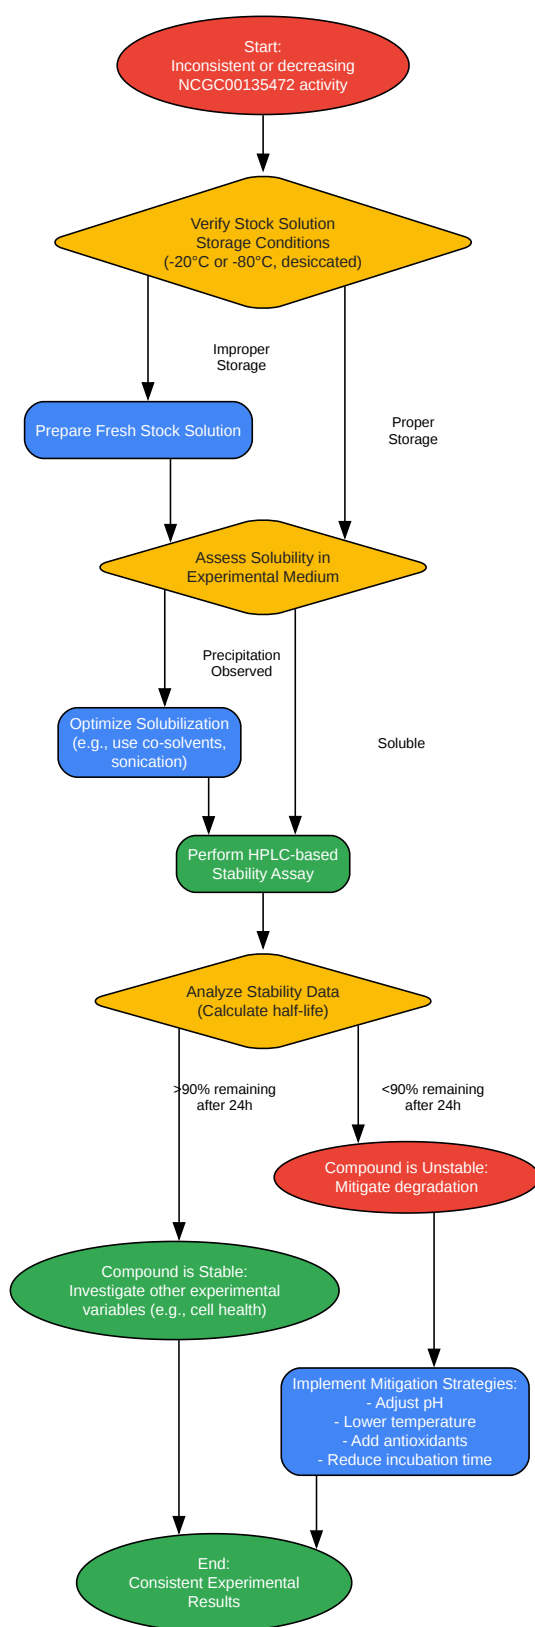 Start:
Inconsistent or decreasing
NCGC00135472 activity
Verify Stock Solution
Storage Conditions
(-20°C or -80°C, desiccated)
Improper
Storage
Proper
Storage
Prepare Fresh Stock Solution
Assess Solubility in
Experimental Medium
Precipitation
Observed
Soluble
Optimize Solubilization
(e.g., use co-solvents,
sonication)
Perform HPLC-based
Stability Assay
Analyze Stability Data
(Calculate half-life)
>90% remaining
after 24h
<90% remaining
after 24h
Compound is Unstable:
Mitigate degradation
Compound is Stable:
Investigate other experimental
variables (e.g., cell health)
Implement Mitigation Strategies:
- Adjust pH
- Lower temperature
- Add antioxidants
- Reduce incubation time
End:
Consistent Experimental
Results